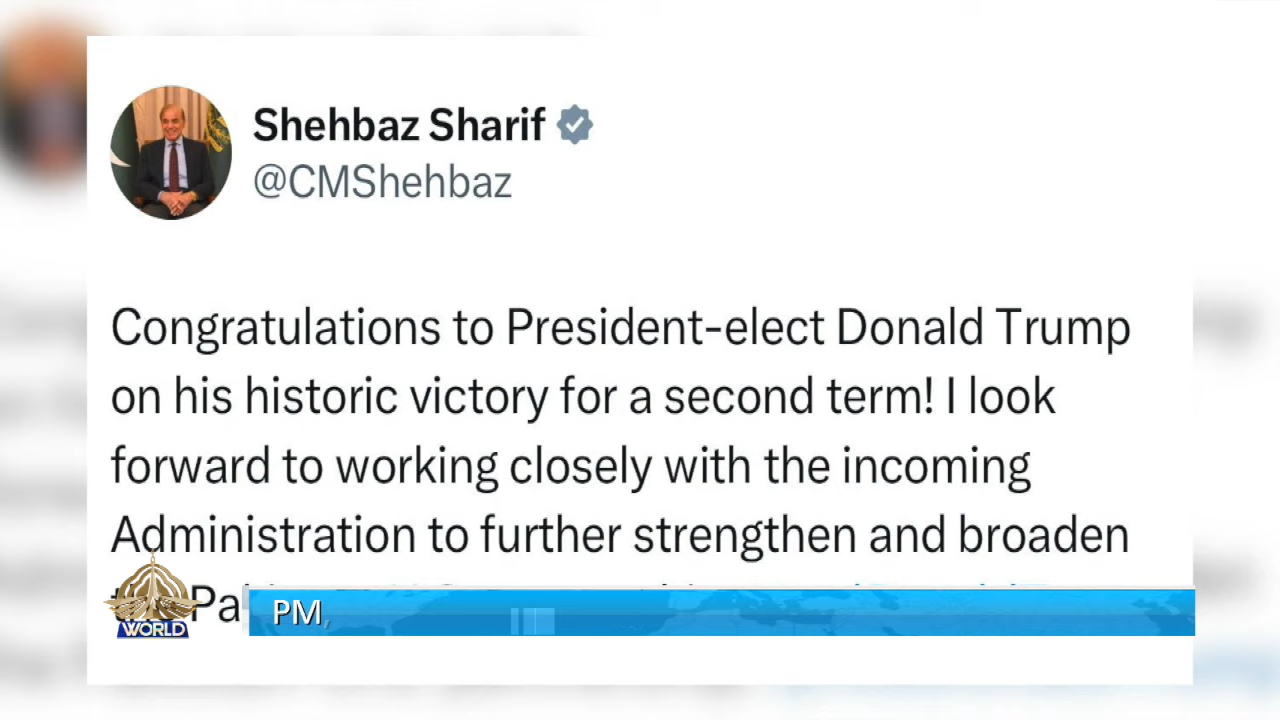 Shehbaz Sharif
@CMShehbaz
Congratulations to President-elect Donald Trump
on his historic victory for a second term! I look
forward to working closely with the incoming
Administration to further strengthen and broaden
PM,
WORLD